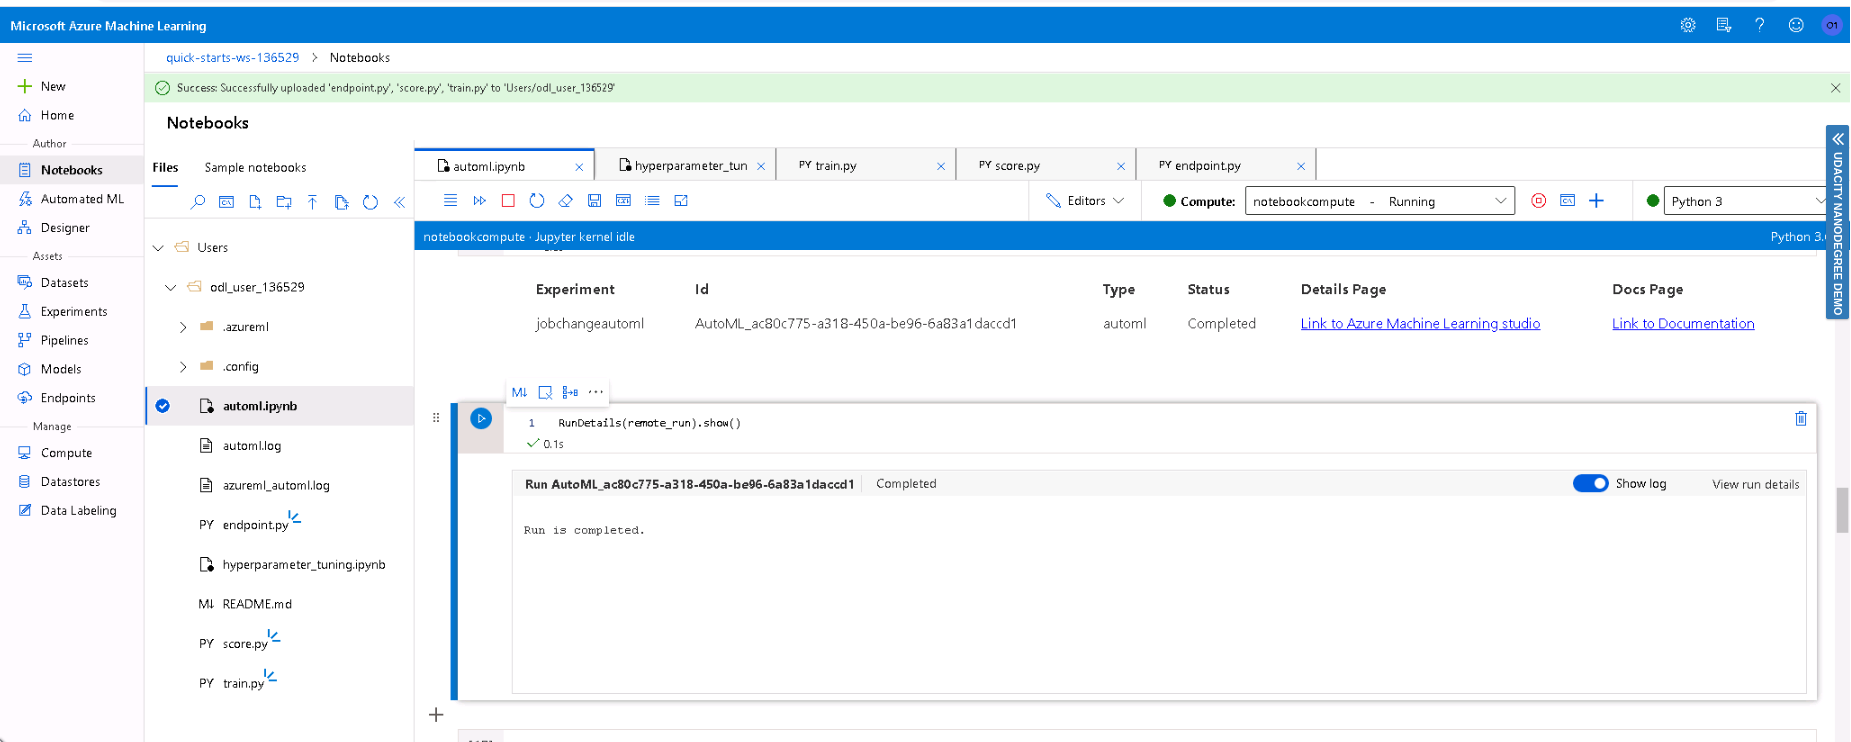 Microsoft Azure Machine Learning
O1
quick-starts-ws-136529 > Notebooks
New
Home
Author
Notebooks
Automated ML
Designer
Assets
Datasets
Experiments
Pipelines
Models
Endpoints
Manage
Compute
Datastores
Data Labeling
Success: Successfully uploaded 'endpoint.py', 'score.py', 'train.py' to 'Users/odl_user_136529'
Notebooks
Files Sample notebooks
Users
odl_user_136529
.azureml
.config
automl.ipynb
automl.log
azureml_automl.log
PY endpoint.py
hyperparameter_tuning.ipynb
M↓ README.md
PY score.py
PY train.py
automl.ipynb
hyperparameter_tun
PY train.py
PY score.py
PY endpoint.py
Editors
Compute: notebookcompute - Running
Python 3
notebookcompute · Jupyter kernel idle
Python 3.
UDACITY NANODEGREE DEMO
Experiment Id Type Status Details Page Docs Page
jobchangeautoml AutoML_ac80c775-a318-450a-be96-6a83a1daccd1 automl Completed Link to Azure Machine Learning studio Link to Documentation
M↓ ···
1 RunDetails(remote_run).show()
0.1s
Run AutoML_ac80c775-a318-450a-be96-6a83a1daccd1 Completed Show log View run details
Run is completed.